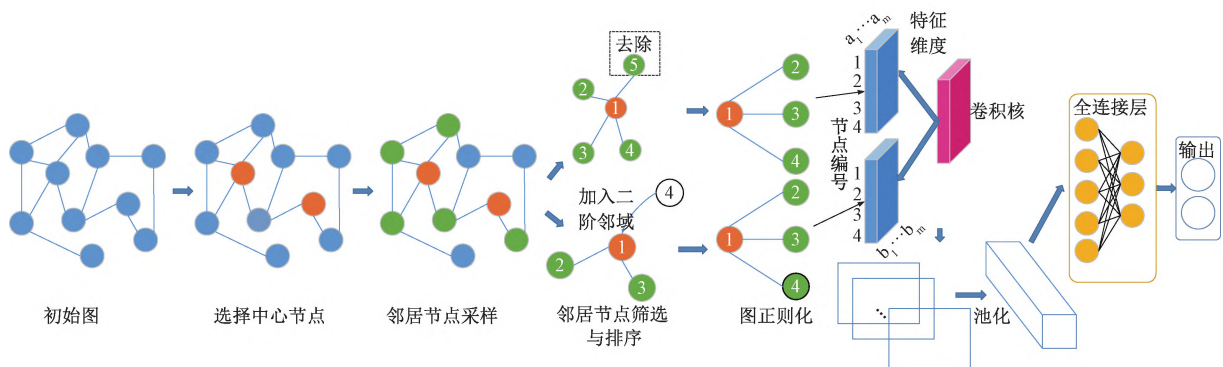 初始图
选择中心节点
邻居节点采样
去除
5
2
1
3
4
加入二
阶邻域
4
1
2
3
邻居节点筛选
与排序
2
1
3
4
2
1
3
4
图正则化
a₁…aₘ
特征
维度
1
2
3
4
节点编号
1
2
3
4
b₁…bₘ
卷积核
…
池化
全连接层
输出